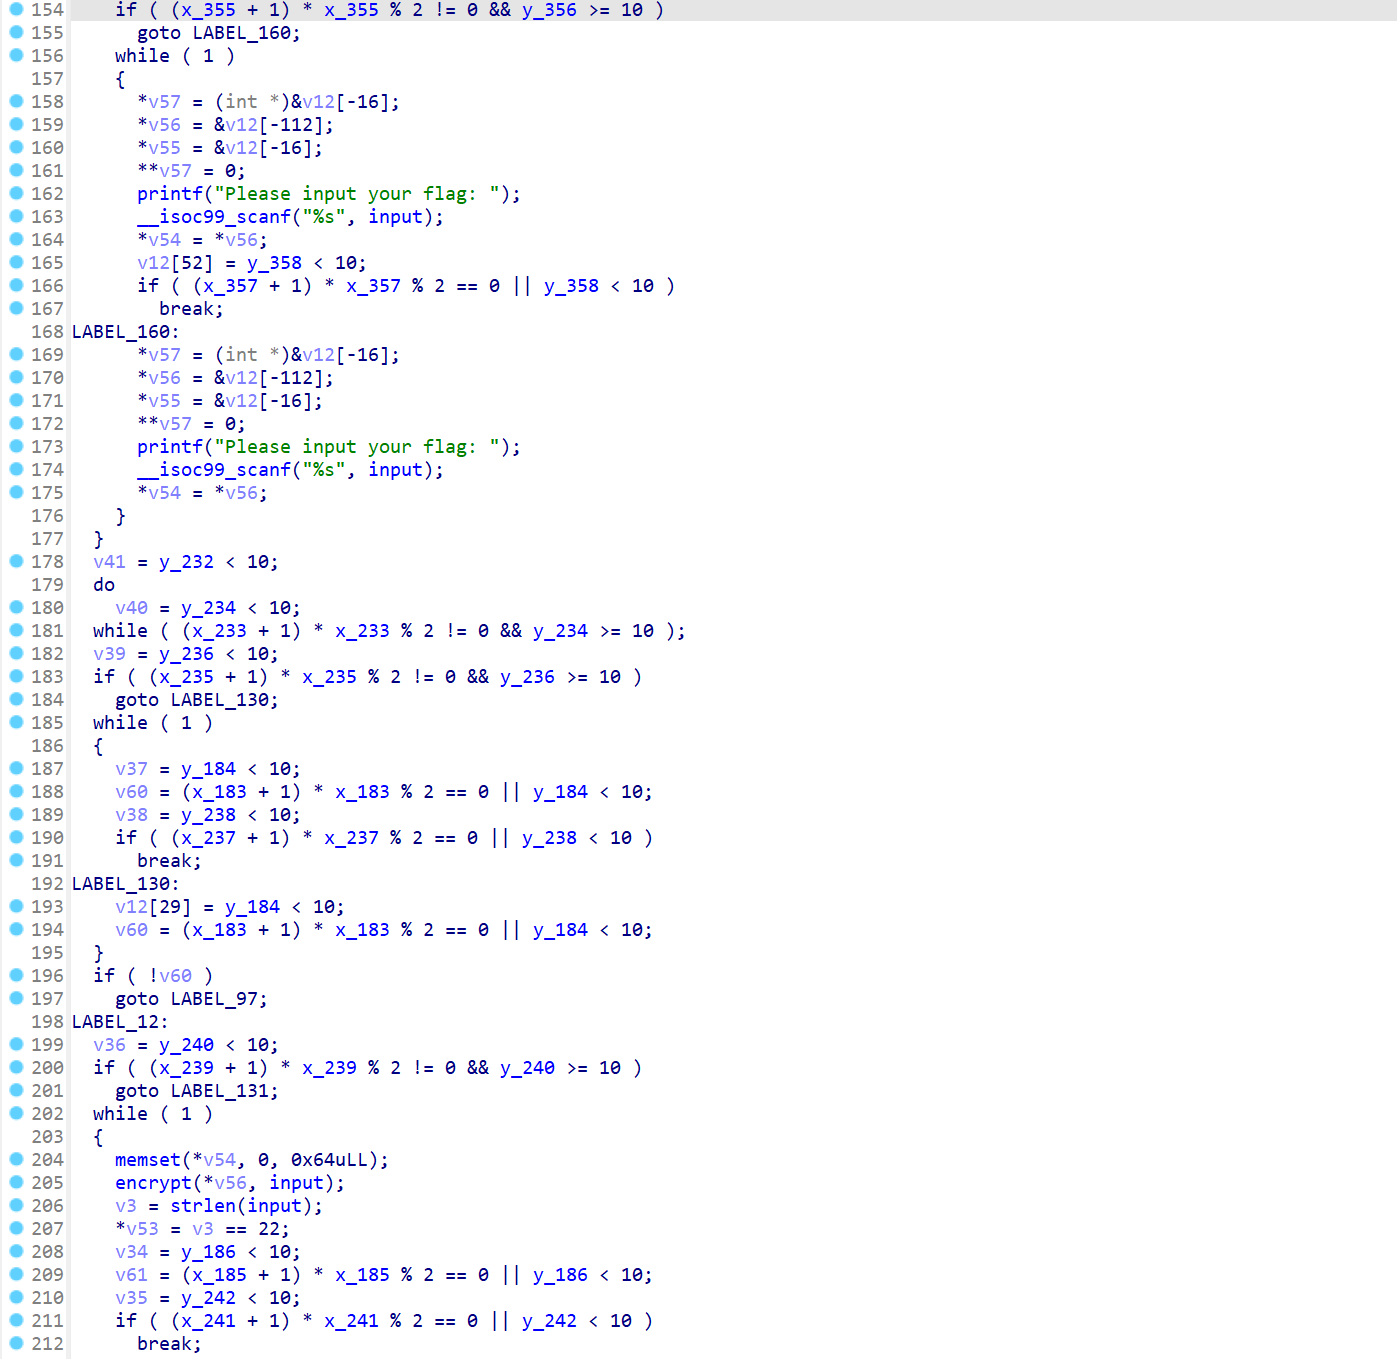 154     if ( (x_355 + 1) * x_355 % 2 != 0 && y_356 >= 10 )
155       goto LABEL_160;
156     while ( 1 )
157     {
158       *v57 = (int *)&v12[-16];
159       *v56 = &v12[-112];
160       *v55 = &v12[-16];
161       **v57 = 0;
162       printf("Please input your flag: ");
163       __isoc99_scanf("%s", input);
164       *v54 = *v56;
165       v12[52] = y_358 < 10;
166       if ( (x_357 + 1) * x_357 % 2 == 0 || y_358 < 10 )
167         break;
168 LABEL_160:
169       *v57 = (int *)&v12[-16];
170       *v56 = &v12[-112];
171       *v55 = &v12[-16];
172       **v57 = 0;
173       printf("Please input your flag: ");
174       __isoc99_scanf("%s", input);
175       *v54 = *v56;
176     }
177   }
178   v41 = y_232 < 10;
179   do
180     v40 = y_234 < 10;
181   while ( (x_233 + 1) * x_233 % 2 != 0 && y_234 >= 10 );
182   v39 = y_236 < 10;
183   if ( (x_235 + 1) * x_235 % 2 != 0 && y_236 >= 10 )
184     goto LABEL_130;
185   while ( 1 )
186   {
187     v37 = y_184 < 10;
188     v60 = (x_183 + 1) * x_183 % 2 == 0 || y_184 < 10;
189     v38 = y_238 < 10;
190     if ( (x_237 + 1) * x_237 % 2 == 0 || y_238 < 10 )
191       break;
192 LABEL_130:
193     v12[29] = y_184 < 10;
194     v60 = (x_183 + 1) * x_183 % 2 == 0 || y_184 < 10;
195   }
196   if ( !v60 )
197     goto LABEL_97;
198 LABEL_12:
199   v36 = y_240 < 10;
200   if ( (x_239 + 1) * x_239 % 2 != 0 && y_240 >= 10 )
201     goto LABEL_131;
202   while ( 1 )
203   {
204     memset(*v54, 0, 0x64uLL);
205     encrypt(*v56, input);
206     v3 = strlen(input);
207     *v53 = v3 == 22;
208     v34 = y_186 < 10;
209     v61 = (x_185 + 1) * x_185 % 2 == 0 || y_186 < 10;
210     v35 = y_242 < 10;
211     if ( (x_241 + 1) * x_241 % 2 == 0 || y_242 < 10 )
212       break;